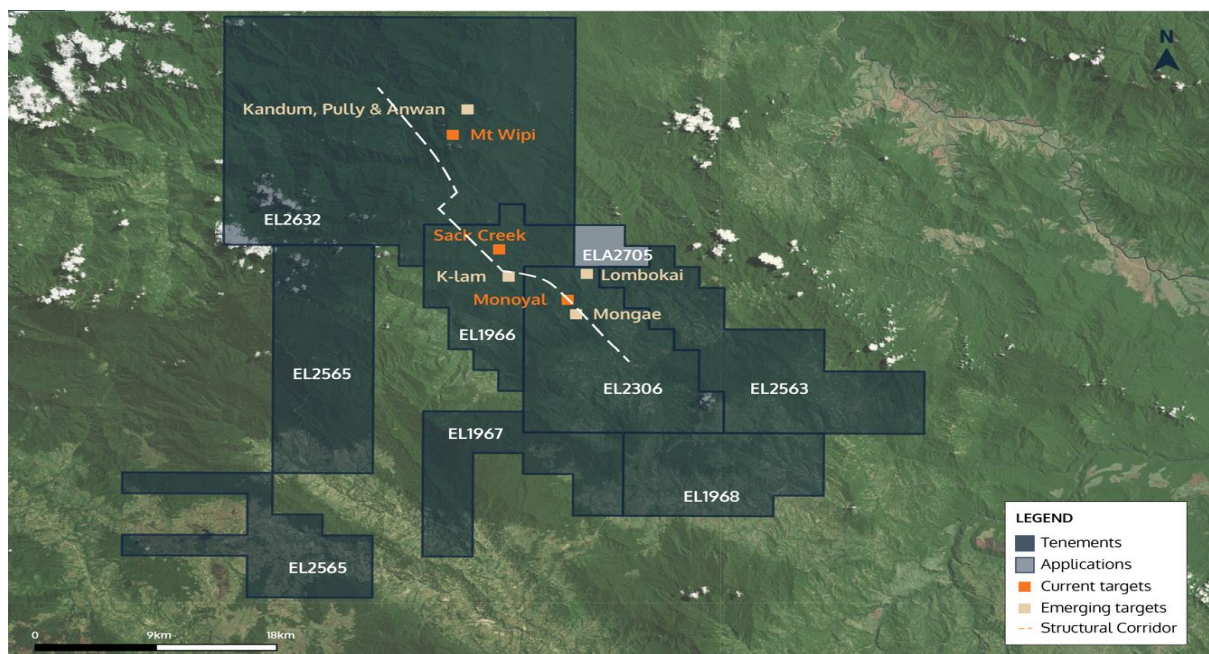 N
Kandum, Pully & Anwan
Mt Wipi
EL2632
Sack Creek
ELA2705
K-lam
Lombokai
Monoyal
Mongae
EL1966
EL2565
EL2306
EL2563
EL1967
EL1968
EL2565
LEGEND
Tenements
Applications
Current targets
Emerging targets
Structural Corridor
0 9km 18km